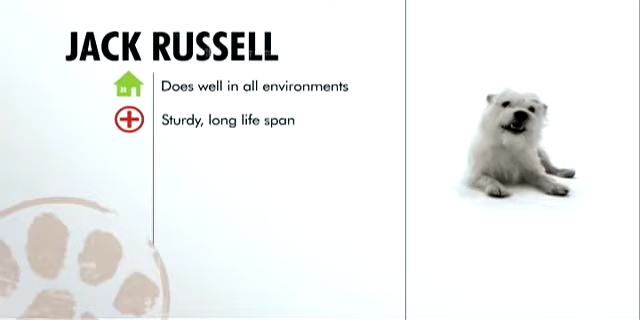 JACK RUSSELL
Does well in all environments
Sturdy, long life span